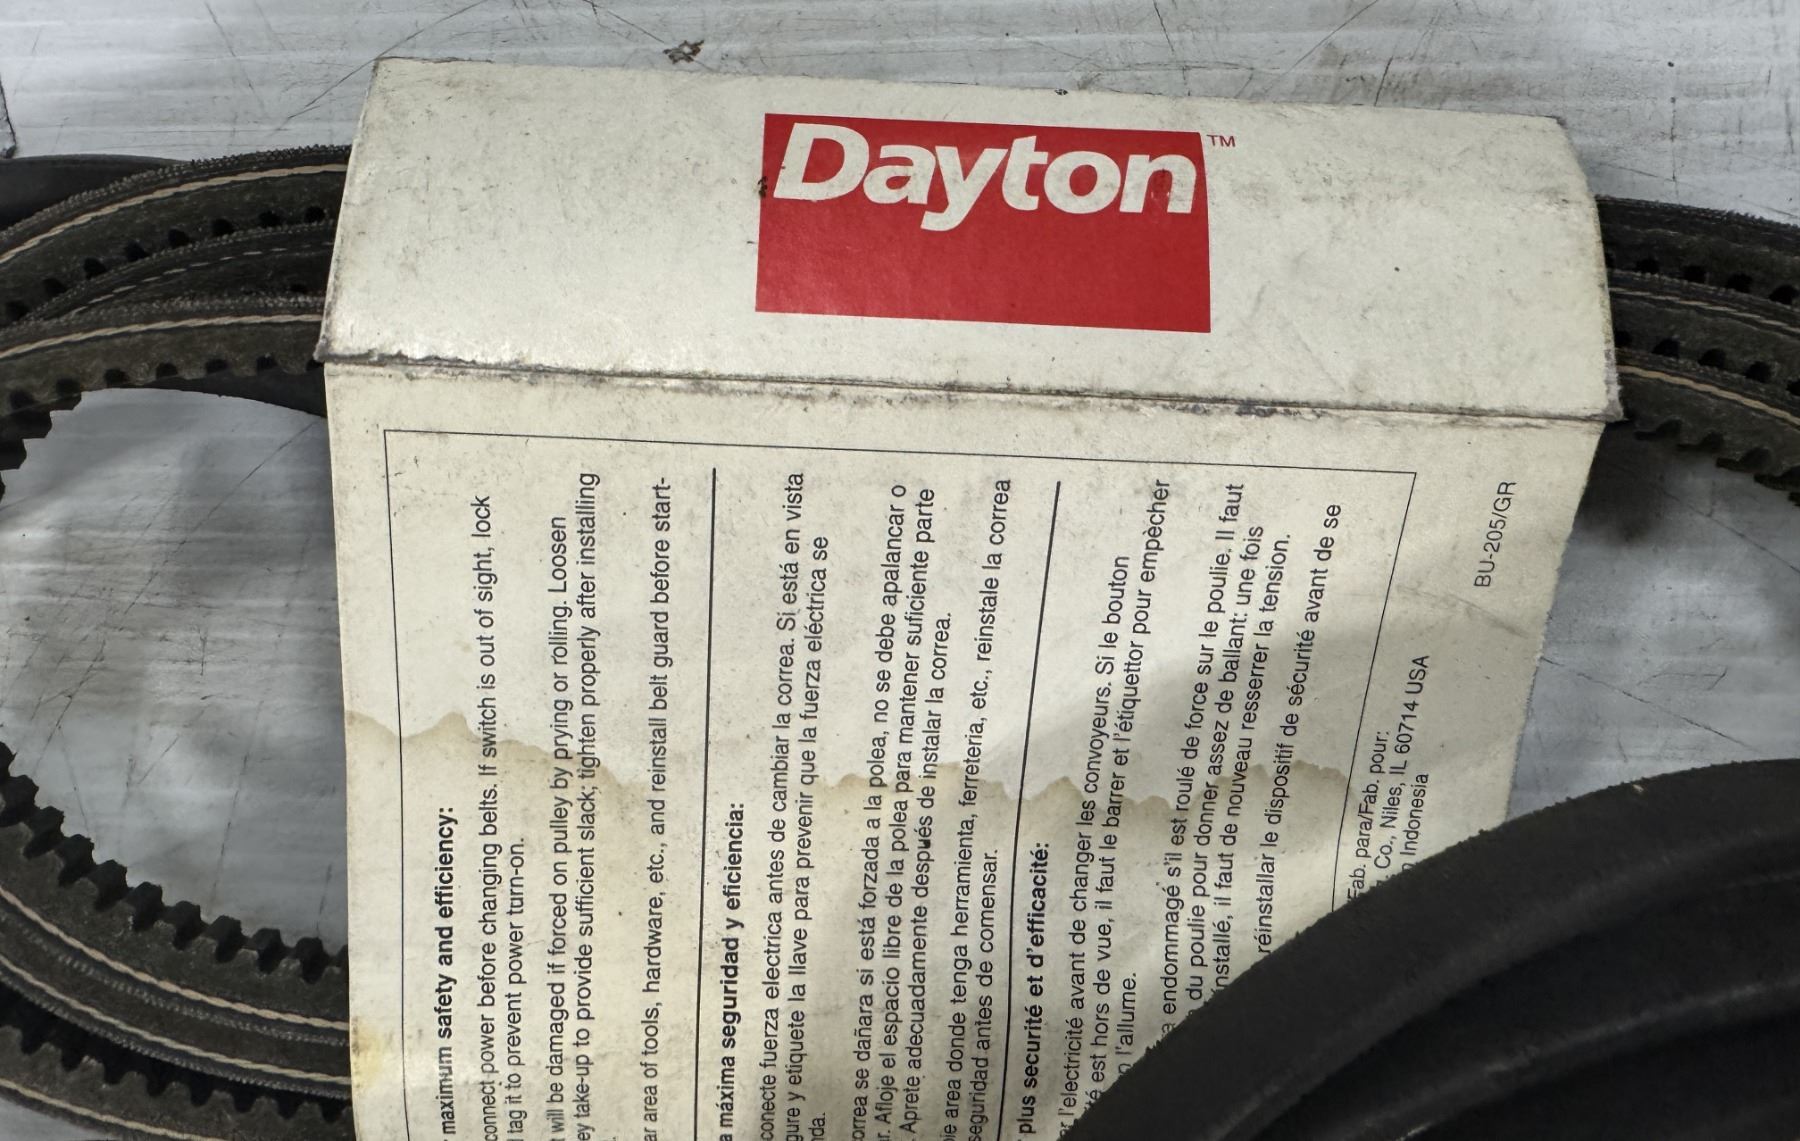 Dayton™
maximum safety and efficiency:
connect power before changing belts. If switch is out of sight, lock
tag it to prevent power turn-on.
will be damaged if forced on pulley by prying or rolling. Loosen
take-up to provide sufficient slack; tighten properly after installing
area of tools, hardware, etc., and reinstall belt guard before start-
máxima seguridad y eficiencia:
conecte fuerza electrica antes de cambiar la correa. Si está en vista
y etiquete la llave para prevenir que la fuerza eléctrica se
correa se dañara si está forzada a la polea, no se debe apalancar o
Afloje el espacio libre de la polea para mantener suficiente parte
Aprete adecuadamente después de instalar la correa.
area donde tenga herramienta, ferreteria, etc., reinstale la correa
seguridad antes de comensar.
plus securité et d'efficacité:
l'electricité avant de changer les convoyeurs. Si le bouton
est hors de vue, il faut le barrer et l'étiquettor pour empècher
l'allume.
endommagé s'il est roulé de force sur le poulie. Il faut
du poulie pour donner assez de ballant; une fois
installé, il faut de nouveau resserrer la tension.
réinstallar le dispositif de sécurité avant de se
Fab. para/Fab. pour:
Co., Niles, IL 60714 USA
Indonesia
BU-205/GR